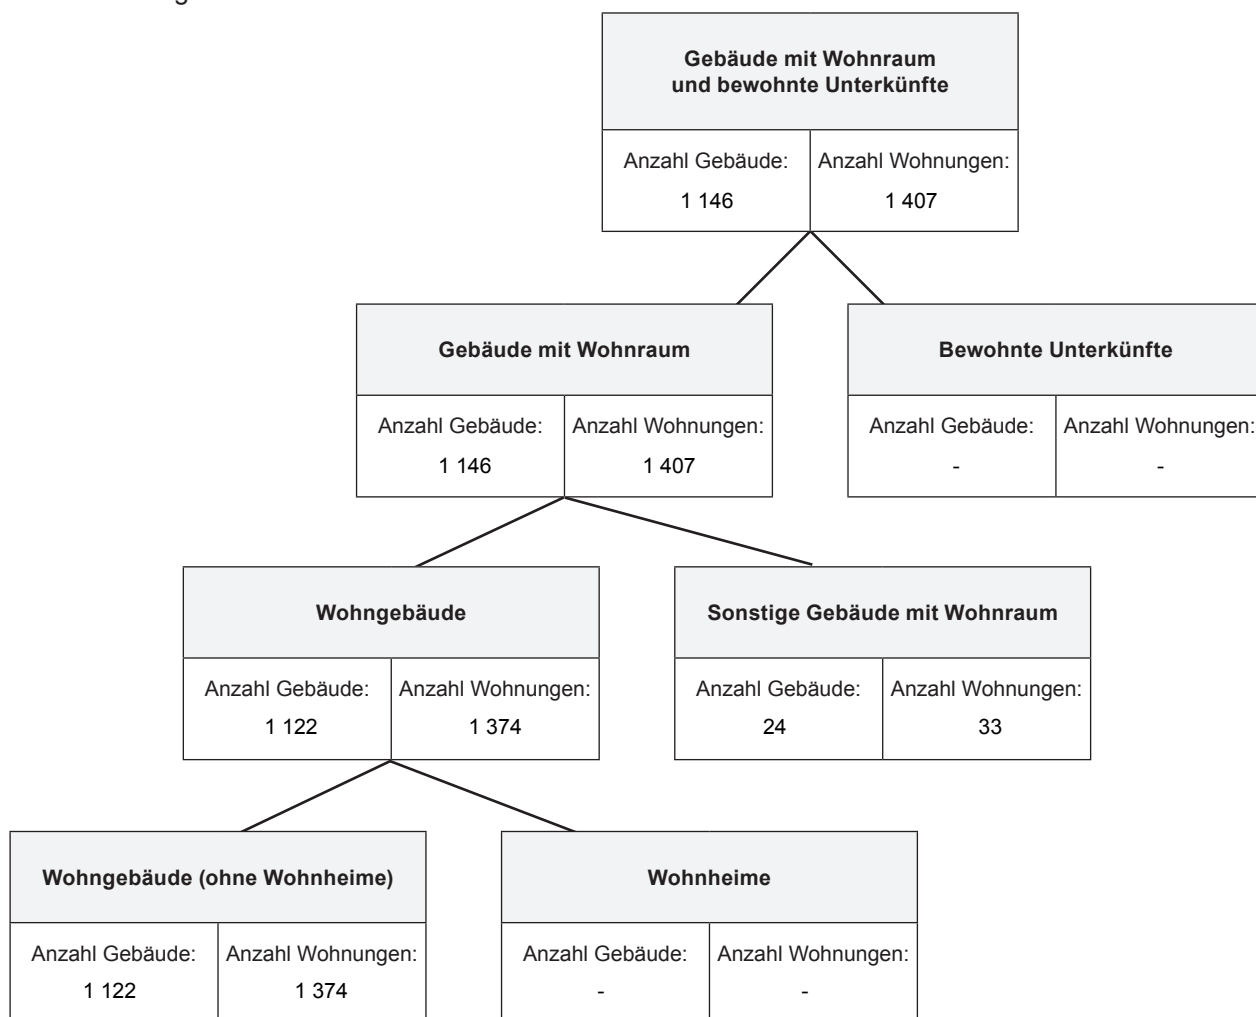 Gebäude mit Wohnraum
und bewohnte Unterkünfte
Anzahl Gebäude: Anzahl Wohnungen:
1 146 1 407
Gebäude mit Wohnraum
Anzahl Gebäude: Anzahl Wohnungen:
1 146 1 407
Bewohnte Unterkünfte
Anzahl Gebäude: Anzahl Wohnungen:
- -
Wohngebäude
Anzahl Gebäude: Anzahl Wohnungen:
1 122 1 374
Sonstige Gebäude mit Wohnraum
Anzahl Gebäude: Anzahl Wohnungen:
24 33
Wohngebäude (ohne Wohnheime)
Anzahl Gebäude: Anzahl Wohnungen:
1 122 1 374
Wohnheime
Anzahl Gebäude: Anzahl Wohnungen:
- -